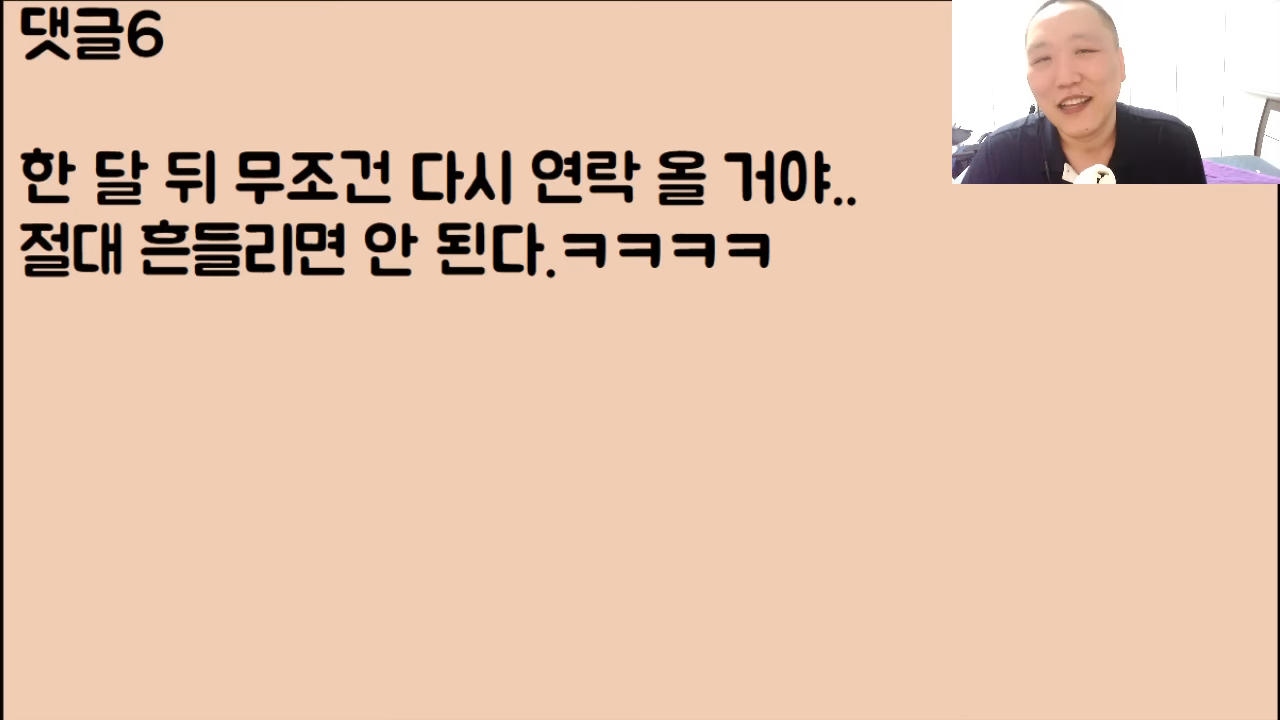 댓글6
한 달 뒤 무조건 다시 연락 올 거야..
절대 흔들리면 안 된다.ㅋㅋㅋㅋ